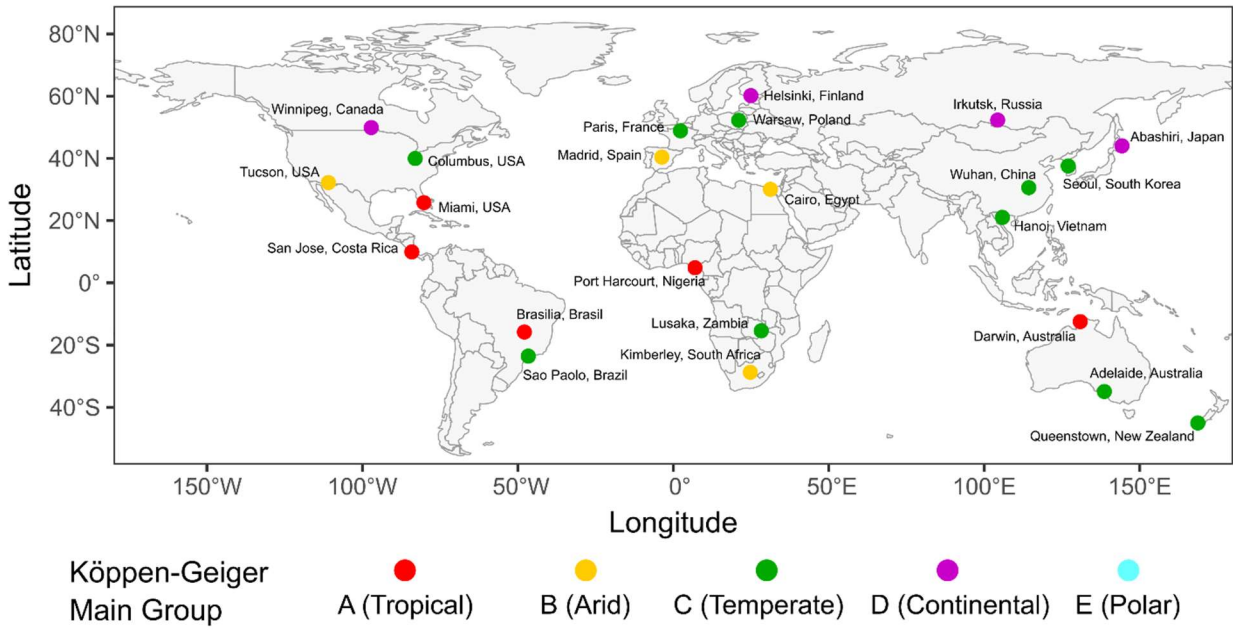 80°N
60°N
40°N
20°N
0°
20°S
40°S
Latitude
Helsinki, Finland
Winnipeg, Canada
Irkutsk, Russia
Warsaw, Poland
Paris, France
Abashiri, Japan
Madrid, Spain
Columbus, USA
Tucson, USA
Wuhan, China
Seoul, South Korea
Cairo, Egypt
Miami, USA
Hanoi, Vietnam
San Jose, Costa Rica
Port Harcourt, Nigeria
Brasilia, Brasil
Lusaka, Zambia
Darwin, Australia
Kimberley, South Africa
Sao Paolo, Brazil
Adelaide, Australia
Queenstown, New Zealand
150°W 100°W 50°W 0° 50°E 100°E 150°E
Longitude
Köppen-Geiger
Main Group
A (Tropical) B (Arid) C (Temperate) D (Continental) E (Polar)